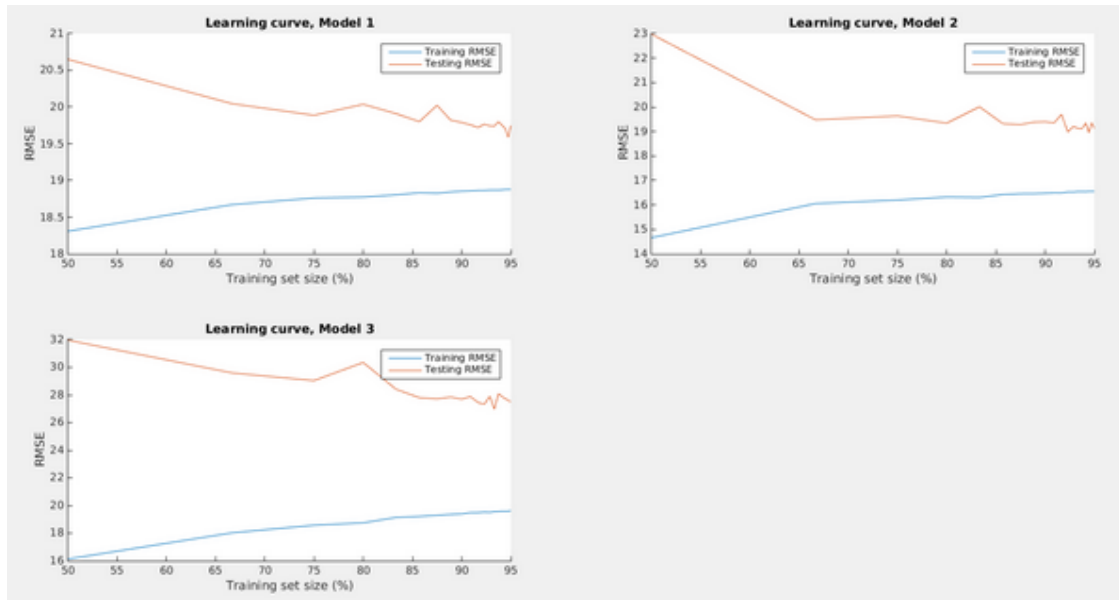 Learning curve, Model 1
21
20.5
20
19.5
19
18.5
18
RMSE
Training RMSE
Testing RMSE
50 55 60 65 70 75 80 85 90 95
Training set size (%)
Learning curve, Model 2
23
22
21
20
19
18
17
16
15
14
RMSE
Training RMSE
Testing RMSE
50 55 60 65 70 75 80 85 90 95
Training set size (%)
Learning curve, Model 3
32
30
28
26
24
22
20
18
16
RMSE
Training RMSE
Testing RMSE
50 55 60 65 70 75 80 85 90 95
Training set size (%)